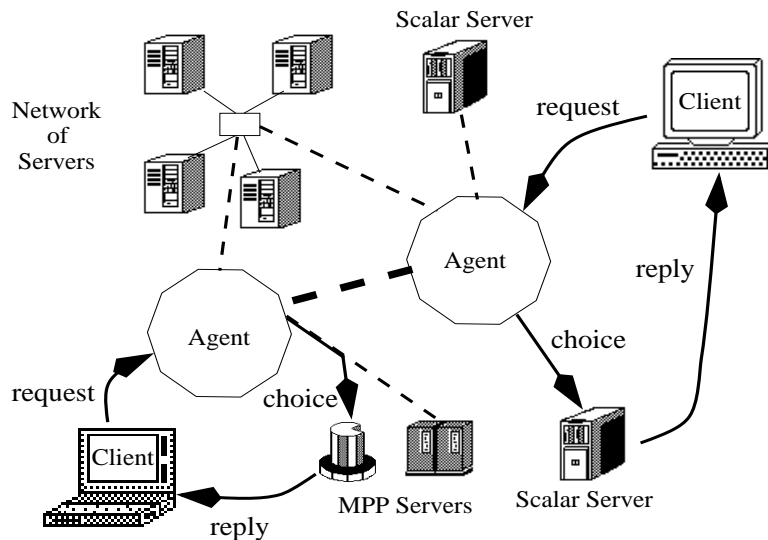 Scalar Server
Network
of
Servers
request
Client
Agent
reply
Agent
choice
request
choice
Client
MPP Servers
Scalar Server
reply